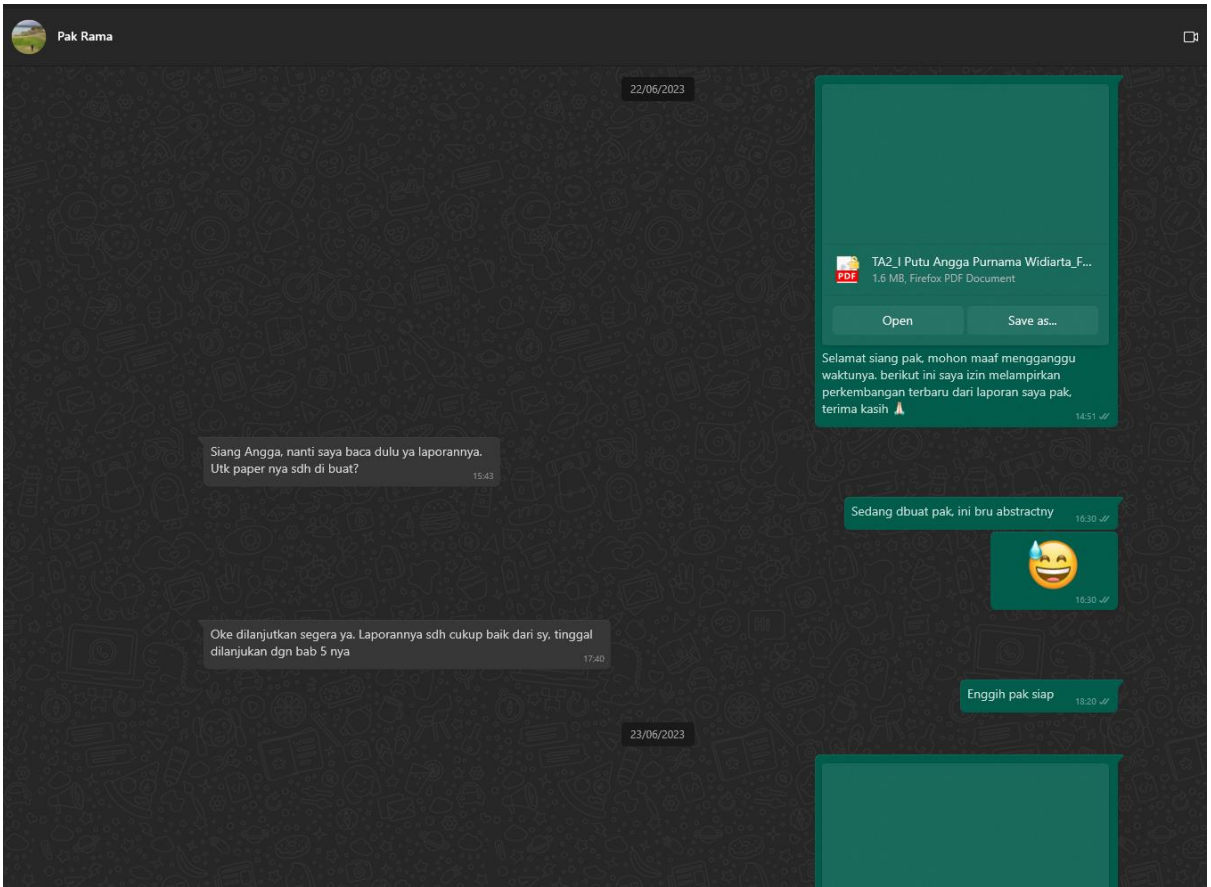 Pak Rama
22/06/2023
PDF
TA2_I Putu Angga Purnama Widiarta_F...
1.6 MB, Firefox PDF Document
Open
Save as...
Selamat siang pak, mohon maaf mengganggu
waktunya. berikut ini saya izin melampirkan
perkembangan terbaru dari laporan saya pak,
terima kasih 🙏🏻
14:51
Siang Angga, nanti saya baca dulu ya laporannya.
Utk paper nya sdh di buat?
15:43
Sedang dbuat pak, ini bru abstractny
16:30
😅
16:30
Oke dilanjutkan segera ya. Laporannya sdh cukup baik dari sy, tinggal
dilanjukan dgn bab 5 nya
17:40
Enggih pak siap
18:20
23/06/2023